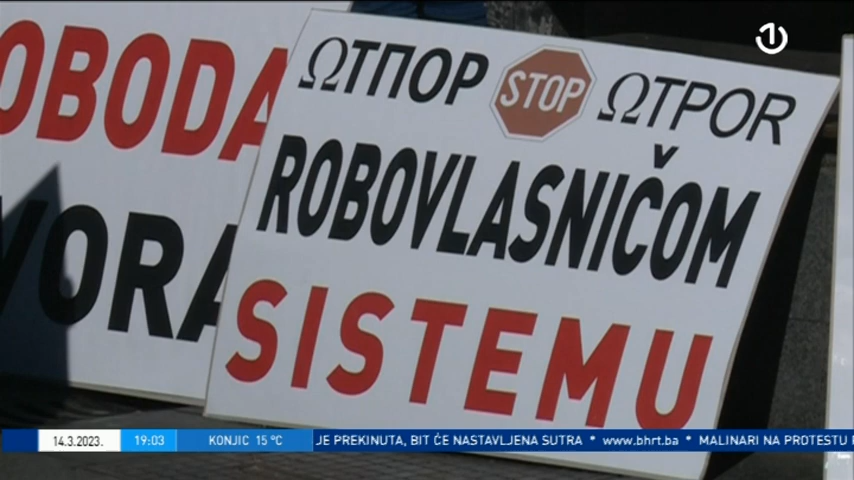 OBODA
VORA
ΩТПОР STOP ΩTPOR
ROBOVLASNIČOM
SISTEMU
1
14.3.2023. 19:03 KONJIC 15 °C JE PREKINUTA, BIT ĆE NASTAVLJENA SUTRA * www.bhrt.ba * MALINARI NA PROTESTU